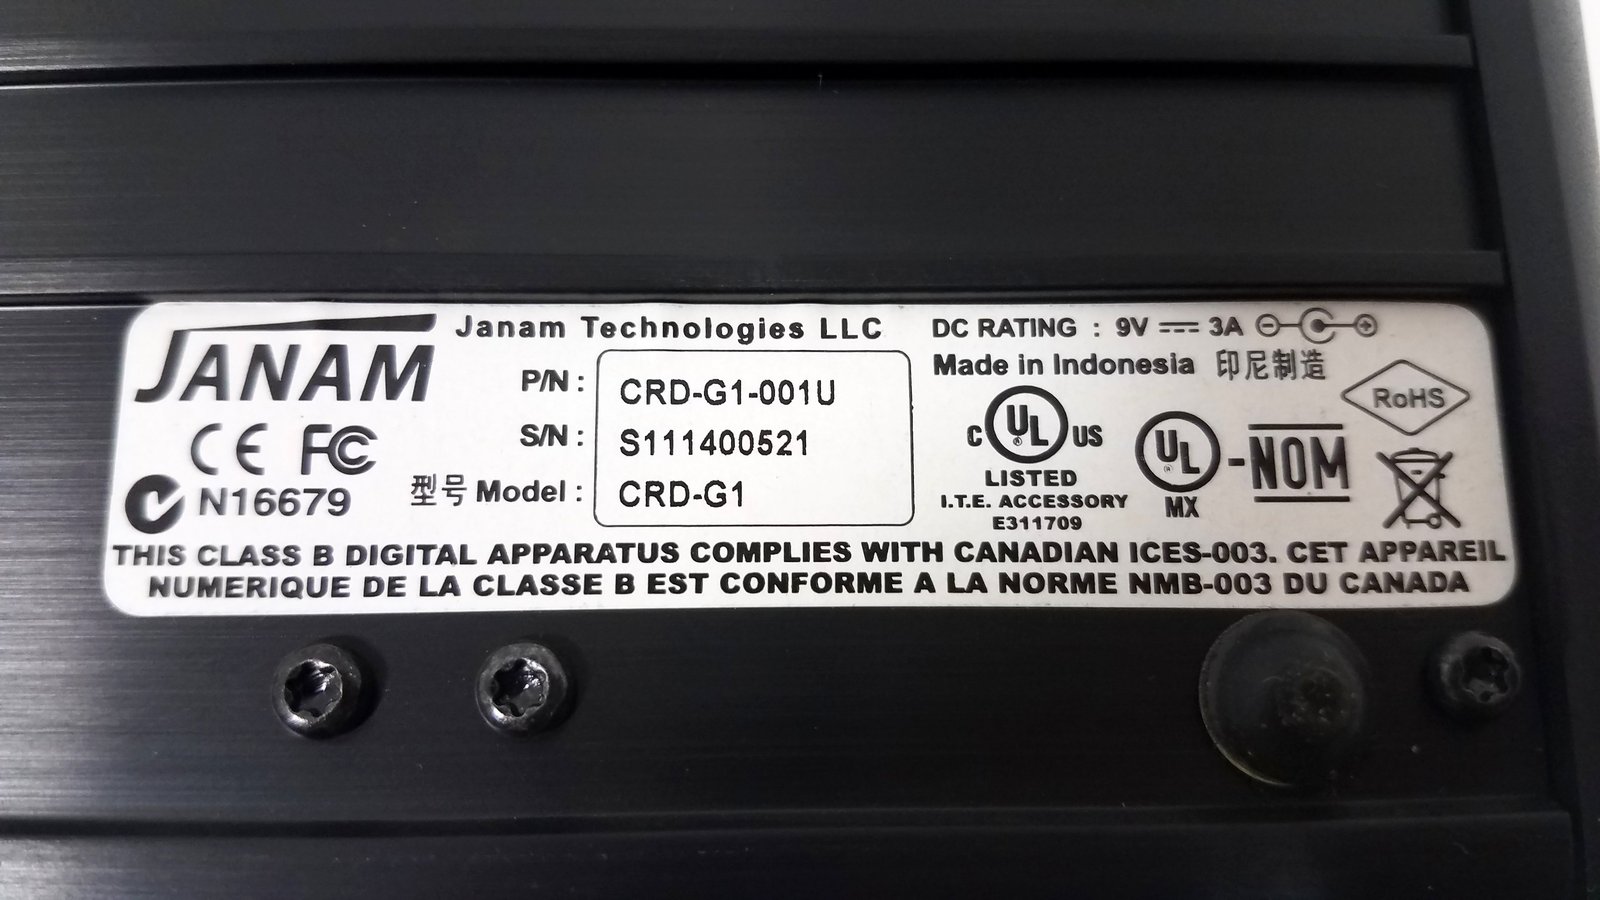 JANAM
Janam Technologies LLC
P/N : CRD-G1-001U
S/N : S111400521
型号 Model : CRD-G1
CE FC
N16679
DC RATING : 9V 3A
Made in Indonesia 印尼制造
C UL US
LISTED
I.T.E. ACCESSORY
E311709
UL -NOM
MX
RoHS
THIS CLASS B DIGITAL APPARATUS COMPLIES WITH CANADIAN ICES-003. CET APPAREIL
NUMERIQUE DE LA CLASSE B EST CONFORME A LA NORME NMB-003 DU CANADA